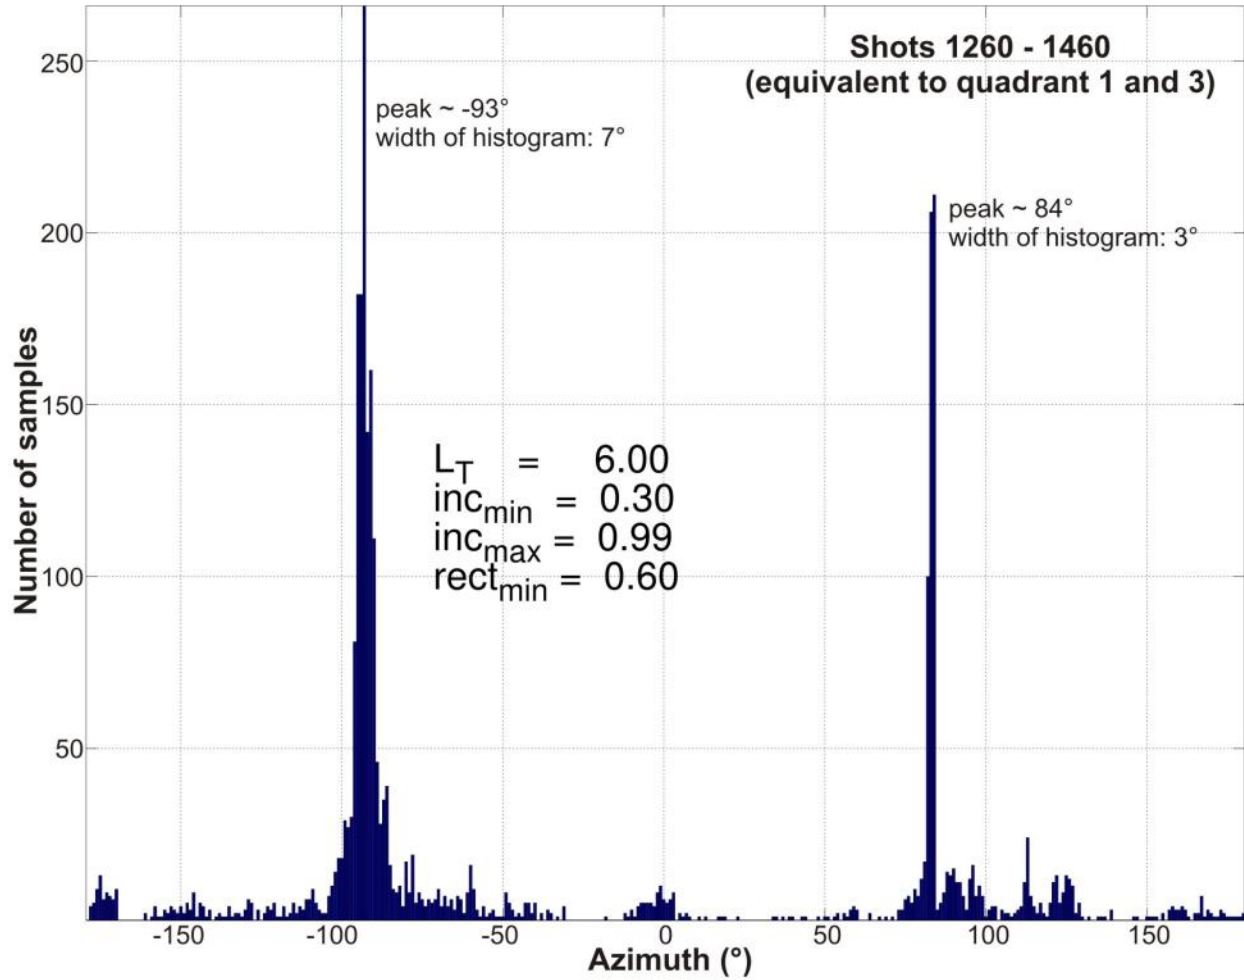 Shots 1260 - 1460
(equivalent to quadrant 1 and 3)
250
peak ~ -93°
width of histogram: 7°
200
peak ~ 84°
width of histogram: 3°
Number of samples
150
L_T = 6.00
inc_min = 0.30
inc_max = 0.99
rect_min = 0.60
100
50
-150 -100 -50 0 50 100 150
Azimuth (°)